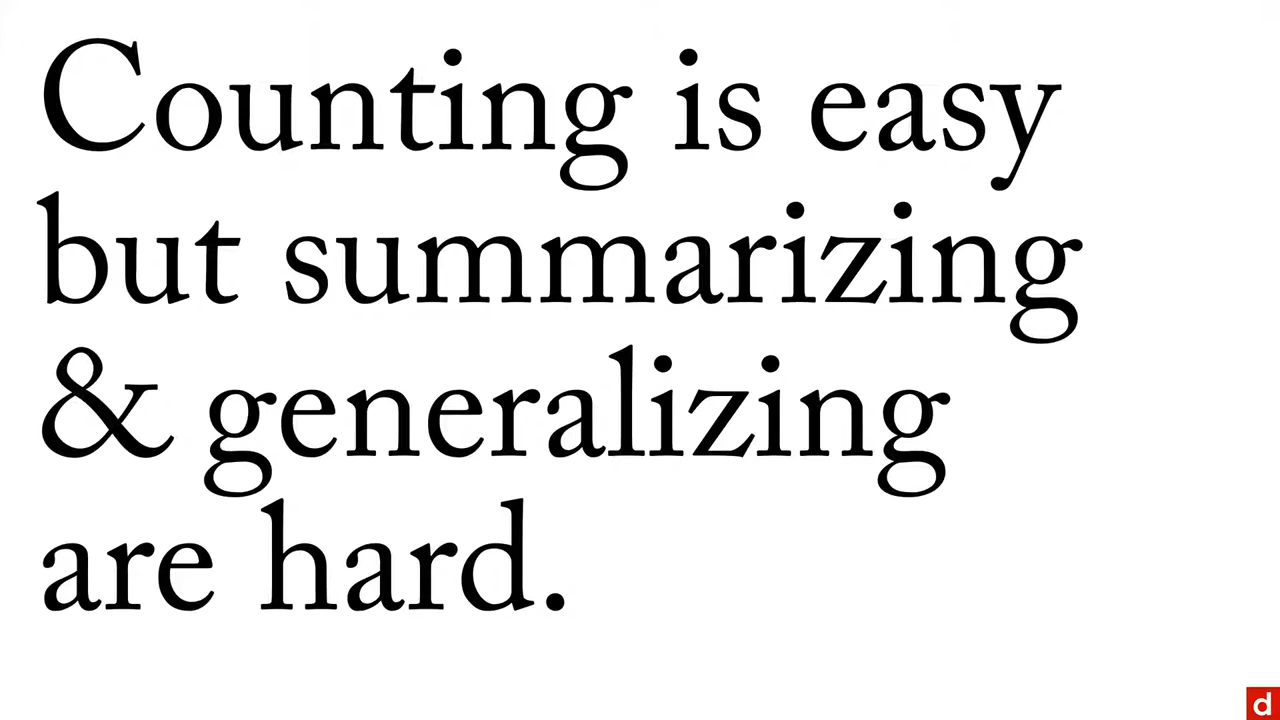 Counting is easy
but summarizing
& generalizing
are hard.
d